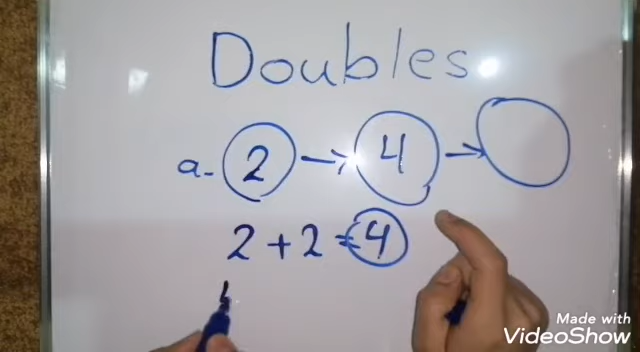 Doubles
a- 2 → 4 →
2 + 2 = 4
Made with
VideoShow